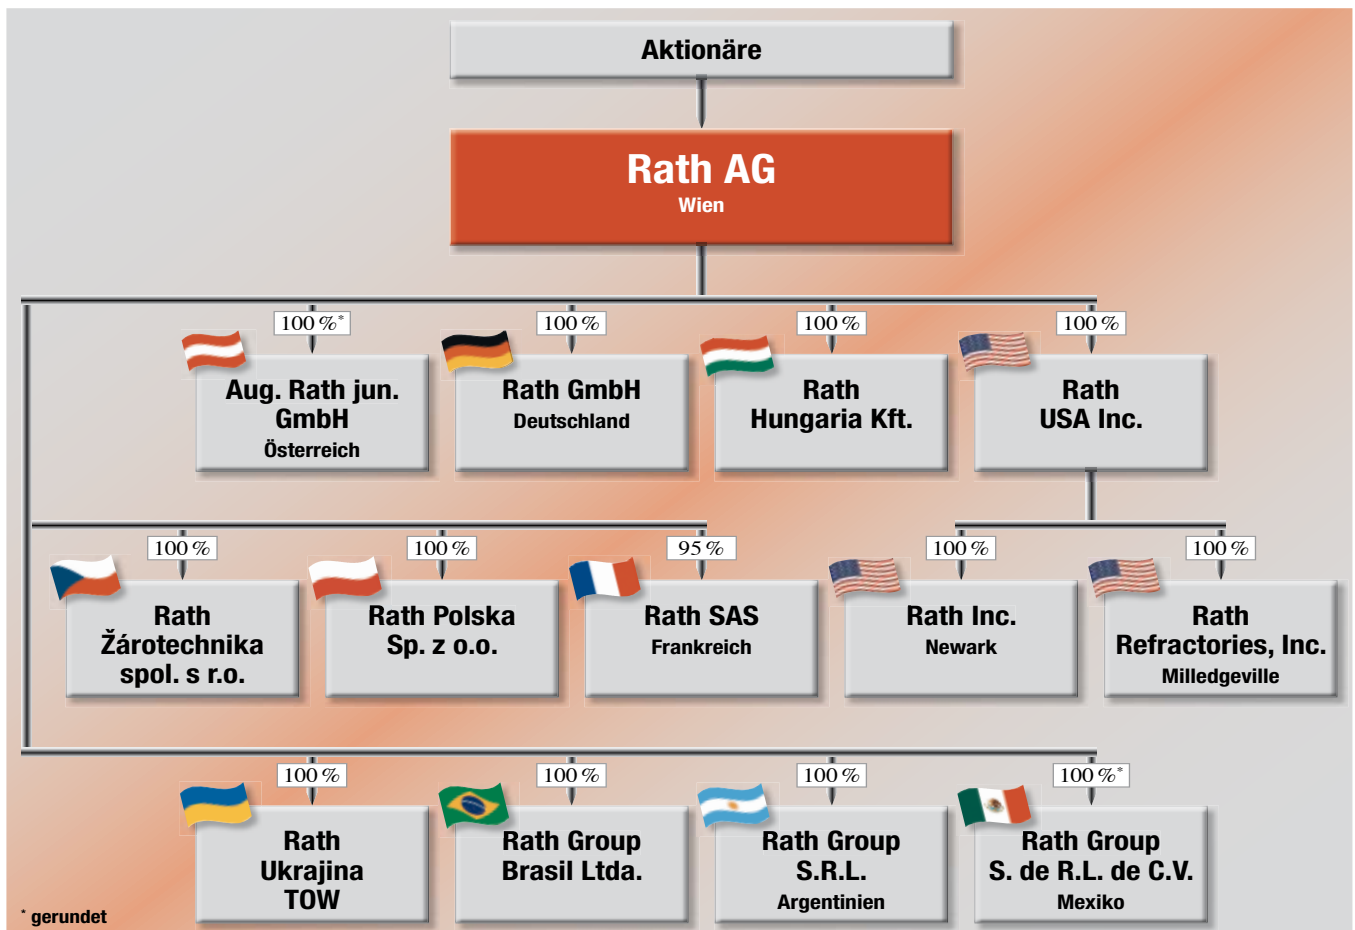 Aktionäre
Rath AG
Wien
100 %*
100 %
100 %
100 %
Aug. Rath jun.
GmbH
Österreich
Rath GmbH
Deutschland
Rath
Hungaria Kft.
Rath
USA Inc.
100 %
100 %
95 %
100 %
100 %
Rath
Žárotechnika
spol. s r.o.
Rath Polska
Sp. z o.o.
Rath SAS
Frankreich
Rath Inc.
Newark
Rath
Refractories, Inc.
Milledgeville
100 %
100 %
100 %
100 %*
Rath
Ukrajina
TOW
Rath Group
Brasil Ltda.
Rath Group
S.R.L.
Argentinien
Rath Group
S. de R.L. de C.V.
Mexiko
* gerundet